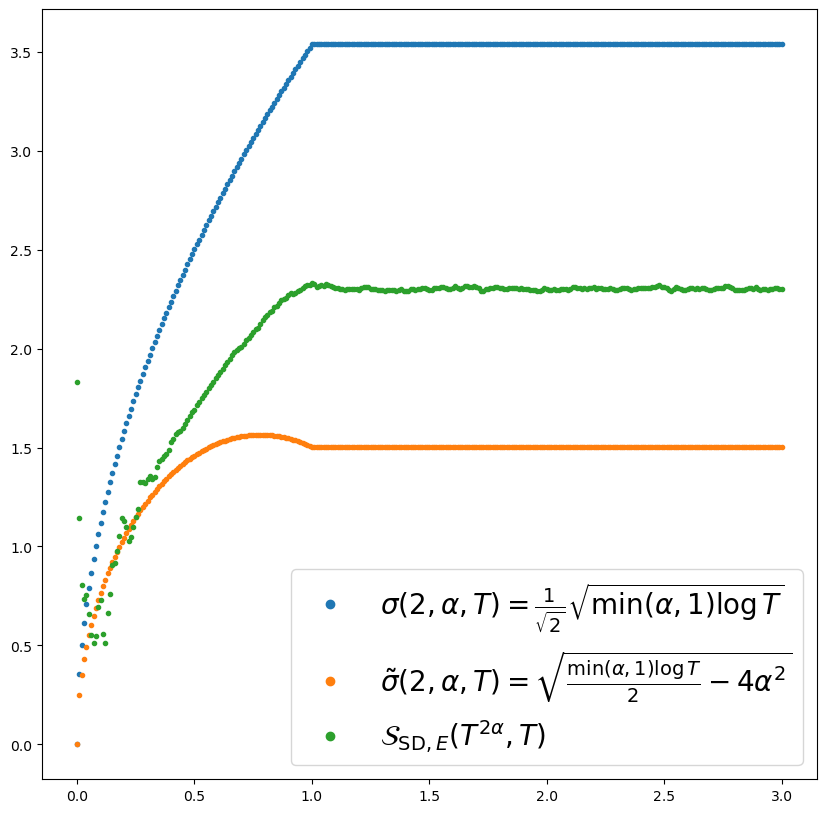 3.5
3.0
2.5
2.0
1.5
1.0
0.5
0.0
0.0 0.5 1.0 1.5 2.0 2.5 3.0
σ(2, α, T) = 1/√2 √(min(α, 1)log T)
σ̃(2, α, T) = √(min(α, 1)log T / 2 − 4α²)
𝒮_SD, E(T^2α, T)